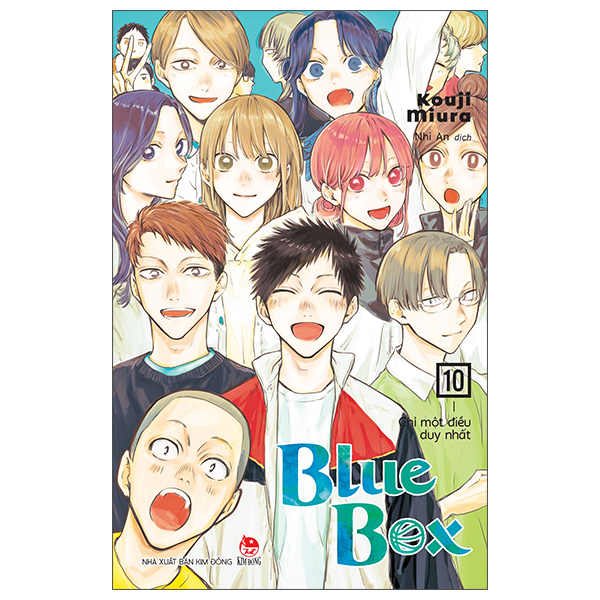 Kouji
Miura
Nhi An dịch
10
Chỉ một điều
duy nhất
Blue
Box
NHÀ XUẤT BẢN KIM ĐỒNG
KIM ĐỒNG